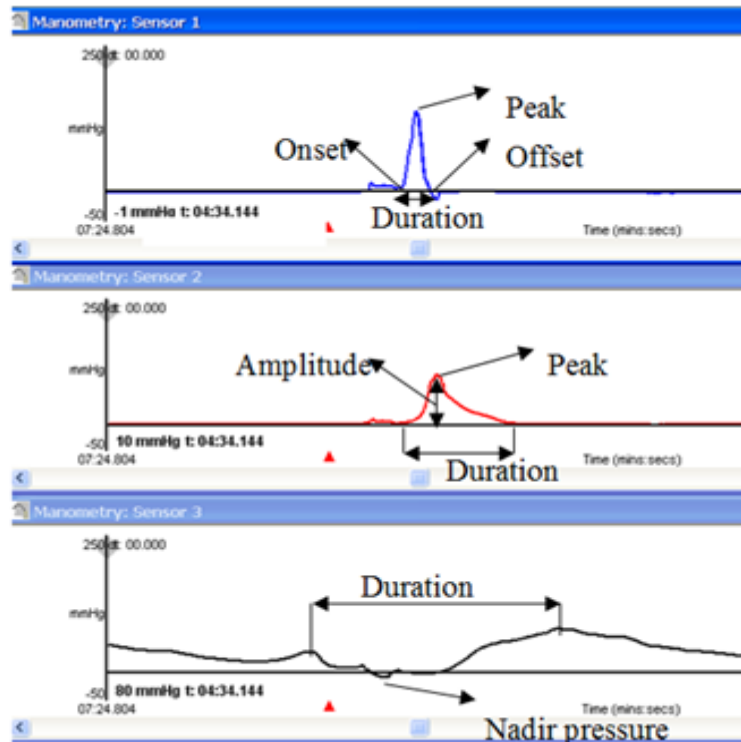 Manometry: Sensor 1
250 dt: 00.000
Peak
mmHg
Onset
Offset
Duration
-50 -1 mmHg t: 04:34.144
07:24.804 Time (mins:secs)
Manometry: Sensor 2
250 dt: 00.000
Amplitude Peak
mmHg
-50 10 mmHg t: 04:34.144
07:24.804 Time (mins:secs)
Duration
Manometry: Sensor 3
250 dt: 00.000
Duration
mmHg
-50 80 mmHg t: 04:34.144
07:24.804 Time (mins:secs)
Nadir pressure